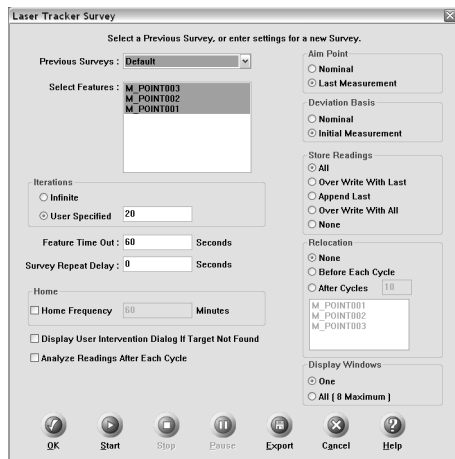 Laser Tracker Survey
Select a Previous Survey, or enter settings for a new Survey.
Previous Surveys : Default
Select Features : M_POINT003
M_POINT002
M_POINT001
Iterations
Infinite
User Specified 20
Feature Time Out : 60 Seconds
Survey Repeat Delay : 0 Seconds
Home
Home Frequency 60 Minutes
Display User Intervention Dialog If Target Not Found
Analyze Readings After Each Cycle
Aim Point
Nominal
Last Measurement
Deviation Basis
Nominal
Initial Measurement
Store Readings
All
Over Write With Last
Append Last
Over Write With All
None
Relocation
None
Before Each Cycle
After Cycles 10
M_POINT001
M_POINT002
M_POINT003
Display Windows
One
All ( 8 Maximum )
OK Start Stop Pause Export Cancel Help